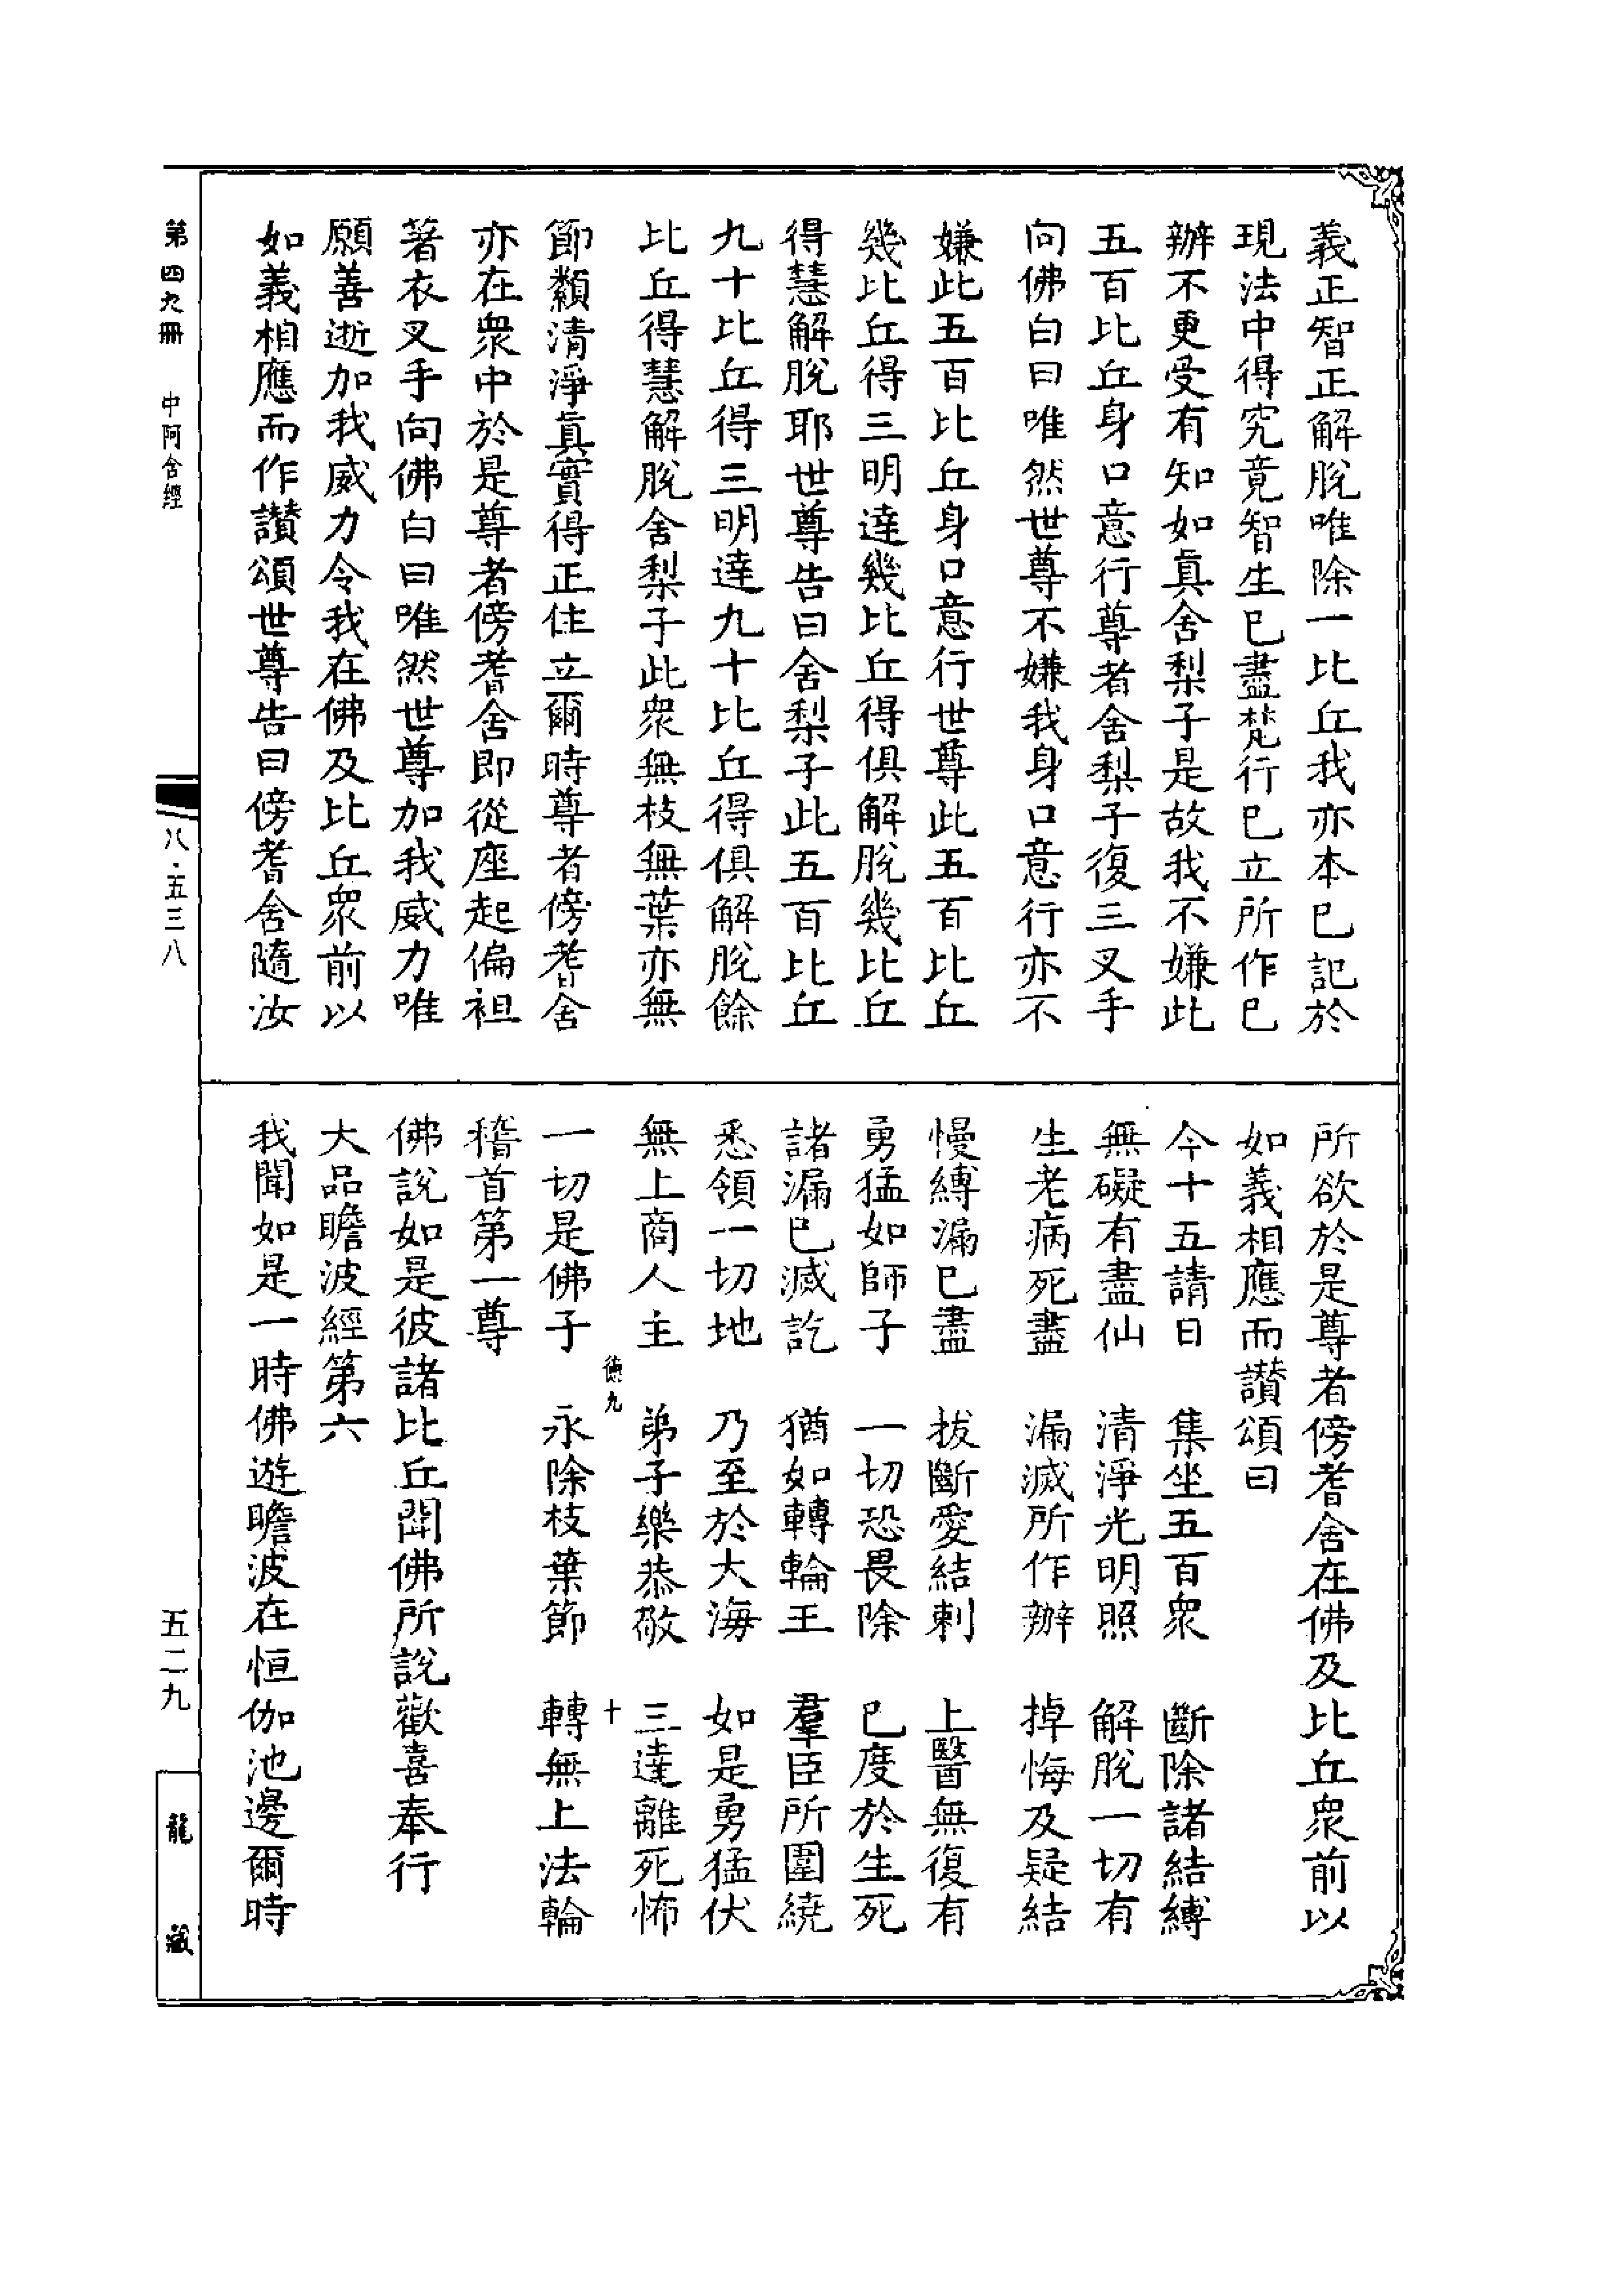 義正智正解脫唯除一比丘我亦本已記於
現法中得究竟智生已盡梵行已立所作已
辦不更受有知如真舍梨子是故我不嫌此
五百比丘身口意行尊者舍梨子復三叉手
向佛白曰唯然世尊不嫌我身口意行亦不
嫌此五百比丘身口意行世尊此五百比丘
幾比丘得三明達幾比丘得俱解脫幾比丘
得慧解脫耶世尊告曰舍梨子此五百比丘
九十比丘得三明達九十比丘得俱解脫餘
比丘得慧解脫舍梨子此眾無枝無葉亦無
節纇清淨真實得正住立爾時尊者傍耆舍
亦在眾中於是尊者傍耆舍即從座起偏袒
著衣叉手向佛白曰唯然世尊加我威力唯
願善逝加我威力令我在佛及比丘眾前以
如義相應而作讚頌世尊告曰傍耆舍隨汝
所欲於是尊者傍耆舍在佛及比丘眾前以
如義相應而讚頌曰
今十五請日　集坐五百眾　斷除諸結縛
無礙有盡仙　清淨光明照　解脫一切有
生老病死盡　漏滅所作辦　掉悔及疑結
慢縛漏已盡　拔斷愛結刺　上醫無復有
勇猛如師子　一切恐畏除　已度於生死
諸漏已滅訖　猶如轉輪王　羣臣所圍繞
悉領一切地　乃至於大海　如是勇猛伏
無上商人主　弟子樂恭敬　三達離死怖
德九　十
一切是佛子　永除枝葉節　轉無上法輪
稽首第一尊
佛說如是彼諸比丘聞佛所說歡喜奉行
大品瞻波經第六
我聞如是一時佛遊瞻波在恒伽池邊爾時
第四九冊　中阿含經
八・五三八
五二九
龍藏